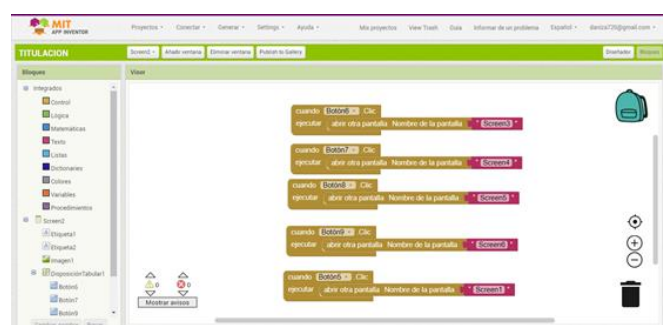 MIT
APP INVENTOR
Proyectos Conectar Generar Settings Ayuda Mis proyectos View Trash Guía Informar de un problema Español danico720@gmail.com
TITULACION Screen2 Añadir ventana Eliminar ventana Publish to Gallery Diseñador Bloques
Bloques Visor
Integrados
Control
Lógica
Matemáticas
Texto
Listas
Dictionaries
Colores
Variables
Procedimientos
Screen2
Etiqueta1
Etiqueta2
Imagen1
DisposiciónTabular1
Botón6
Botón7
Botón8
cuando Botón6 .Clic
ejecutar abrir otra pantalla Nombre de la pantalla " Screen3 "
cuando Botón7 .Clic
ejecutar abrir otra pantalla Nombre de la pantalla " Screen4 "
cuando Botón8 .Clic
ejecutar abrir otra pantalla Nombre de la pantalla " Screen5 "
cuando Botón9 .Clic
ejecutar abrir otra pantalla Nombre de la pantalla " Screen6 "
cuando Botón5 .Clic
ejecutar abrir otra pantalla Nombre de la pantalla " Screen1 "
0 0
Mostrar avisos